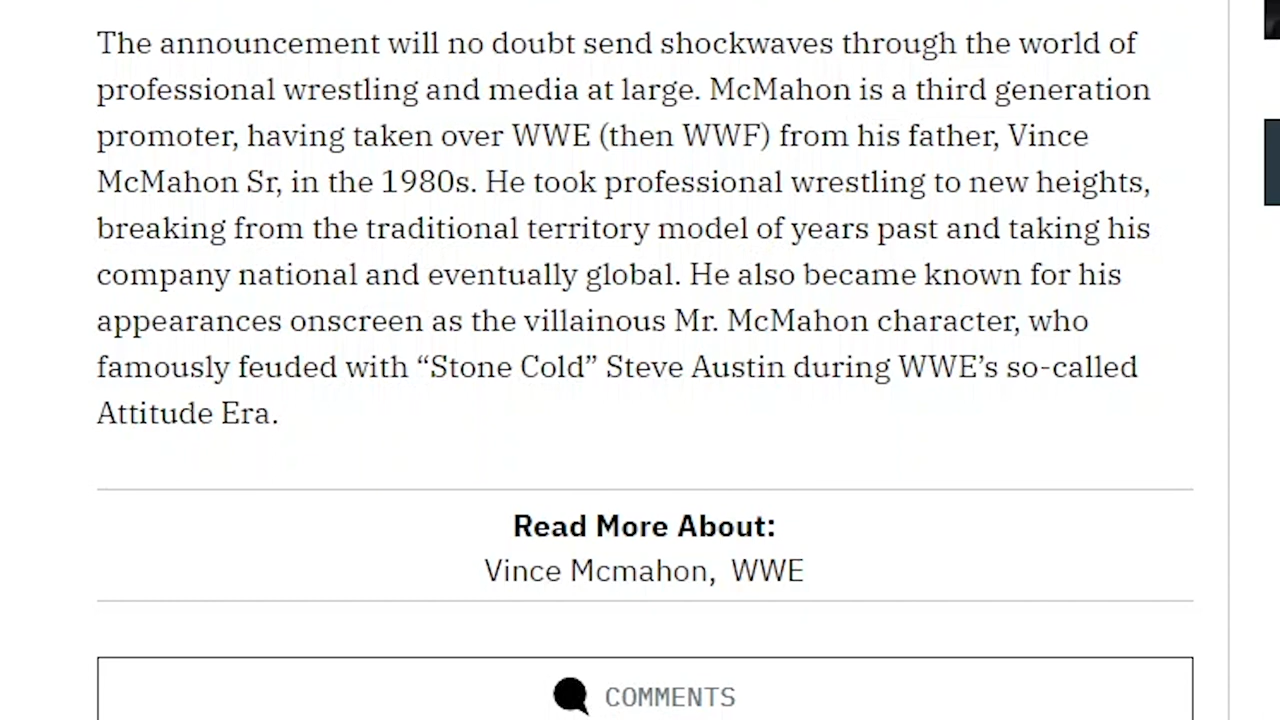 The announcement will no doubt send shockwaves through the world of
professional wrestling and media at large. McMahon is a third generation
promoter, having taken over WWE (then WWF) from his father, Vince
McMahon Sr, in the 1980s. He took professional wrestling to new heights,
breaking from the traditional territory model of years past and taking his
company national and eventually global. He also became known for his
appearances onscreen as the villainous Mr. McMahon character, who
famously feuded with “Stone Cold” Steve Austin during WWE’s so-called
Attitude Era.
Read More About:
Vince Mcmahon, WWE
COMMENTS